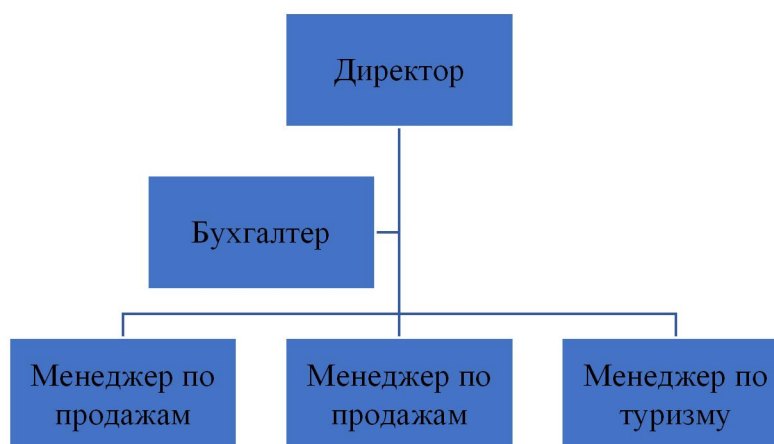 Директор
Бухгалтер
Менеджер по
продажам
Менеджер по
продажам
Менеджер по
туризму